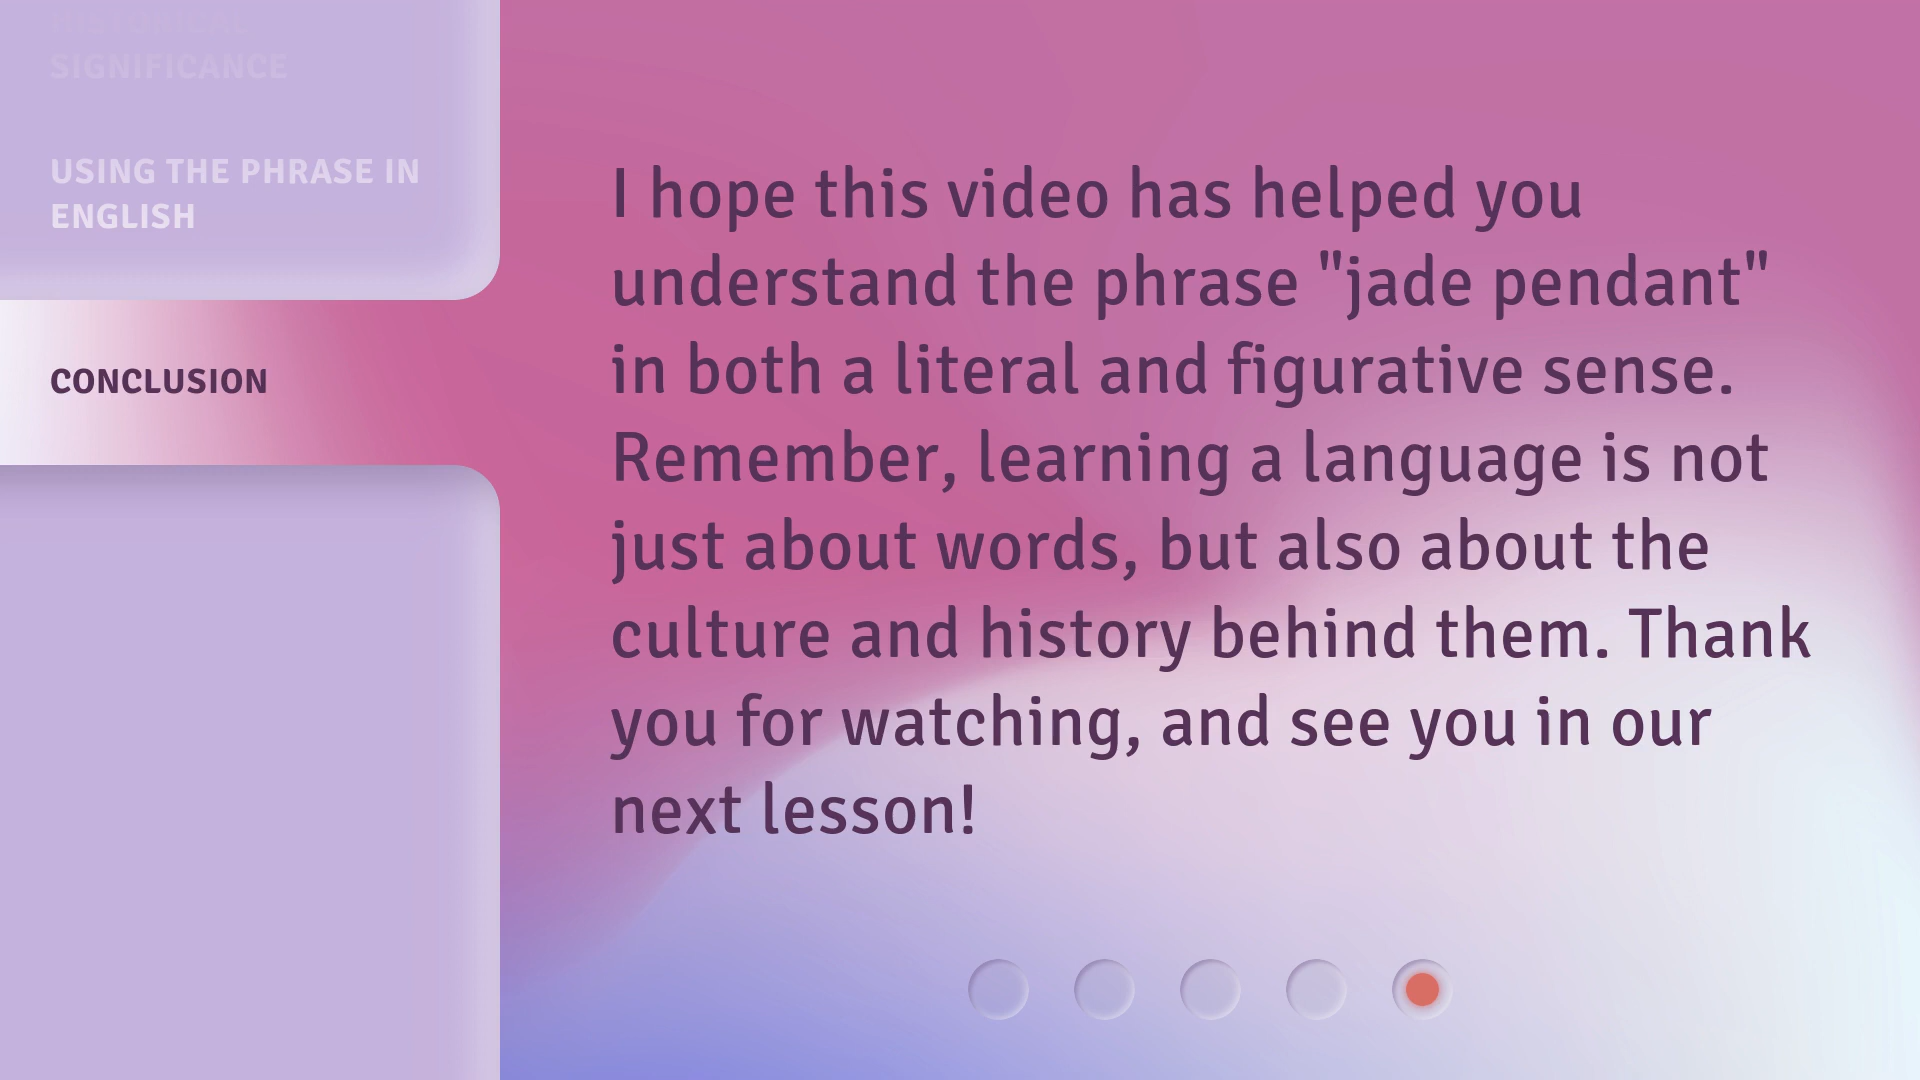 HISTORICAL
SIGNIFICANCE
USING THE PHRASE IN
ENGLISH
CONCLUSION
I hope this video has helped you
understand the phrase "jade pendant"
in both a literal and figurative sense.
Remember, learning a language is not
just about words, but also about the
culture and history behind them. Thank
you for watching, and see you in our
next lesson!